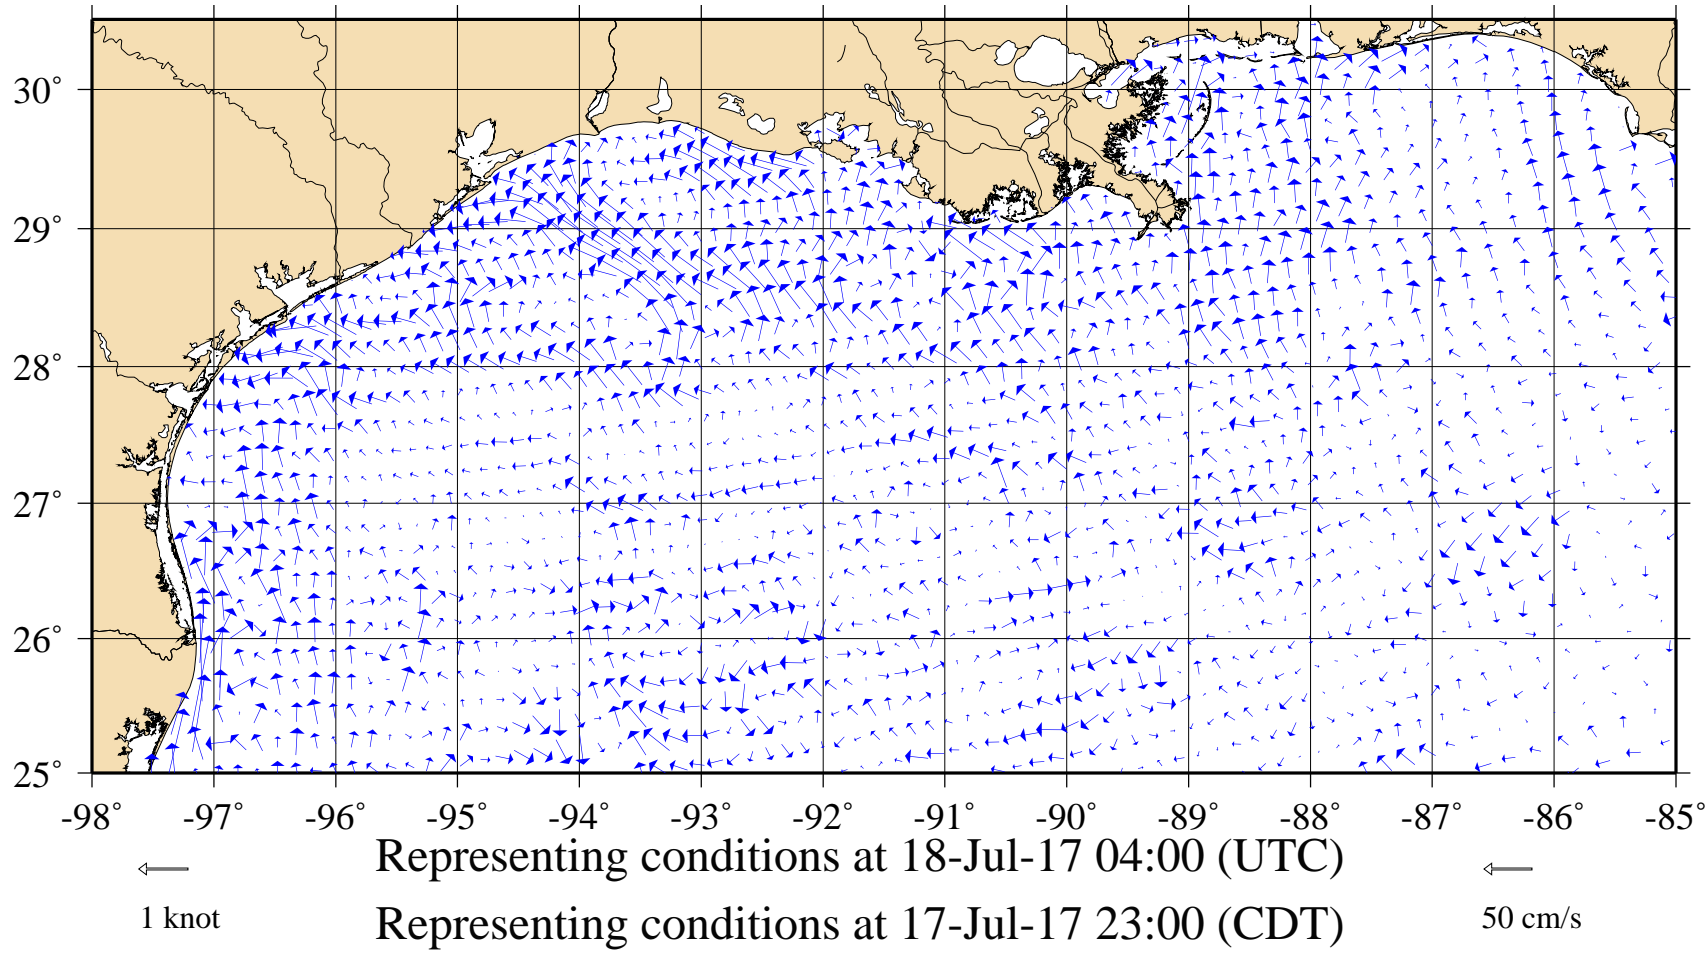 30°
29°
28°
27°
26°
25°
-98° -97° -96° -95° -94° -93° -92° -91° -90° -89° -88° -87° -86° -85°
Representing conditions at 18-Jul-17 04:00 (UTC)
1 knot
50 cm/s
Representing conditions at 17-Jul-17 23:00 (CDT)